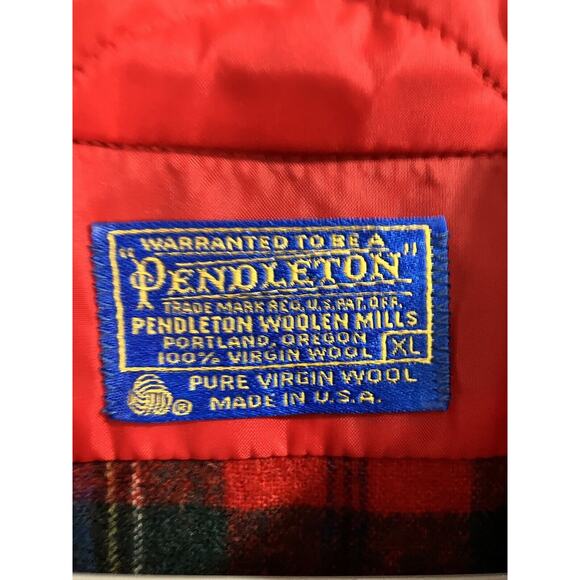 WARRANTED TO BE A
"PENDLETON"
TRADE MARK REG. U.S. PAT. OFF.
PENDLETON WOOLEN MILLS
PORTLAND, OREGON
100% VIRGIN WOOL XL
PURE VIRGIN WOOL
® MADE IN U.S.A.